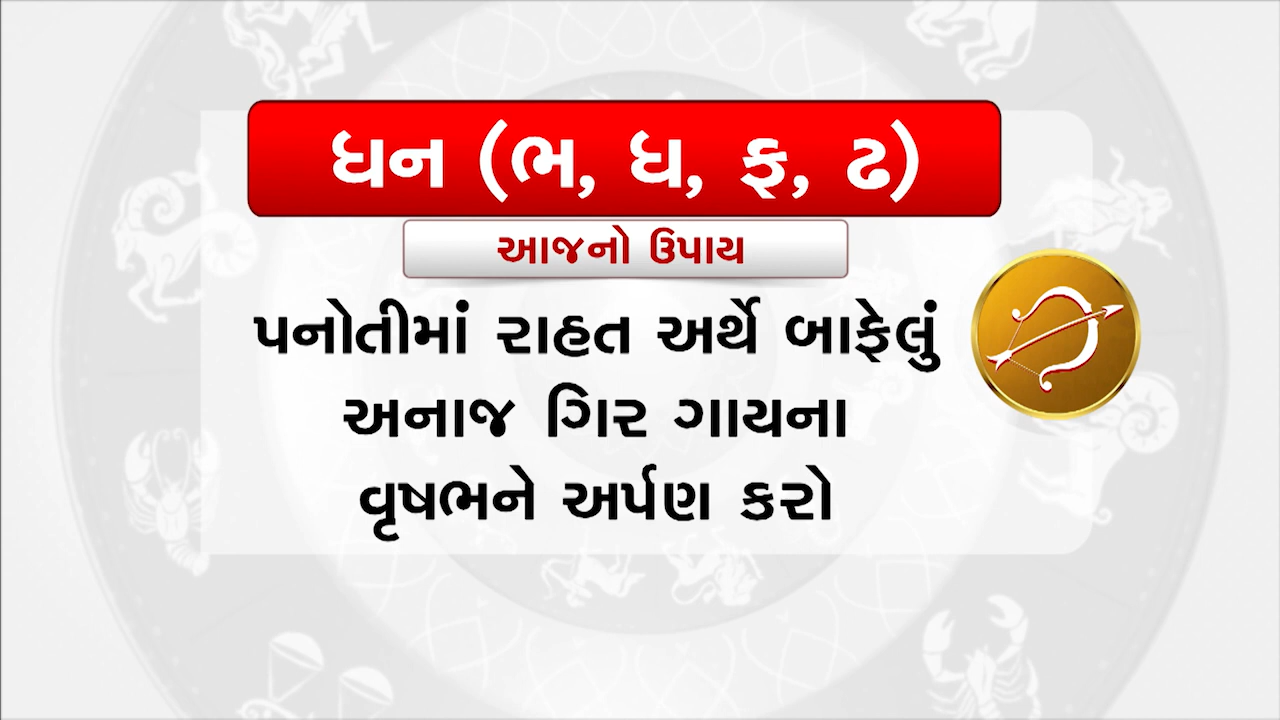 ધન (ભ, ધ, ફ, ઢ)
આજનો ઉપાય
પનોતીમાં રાહત અર્થે બાફેલું
અનાજ ગિર ગાયના
વૃષભને અર્પણ કરો